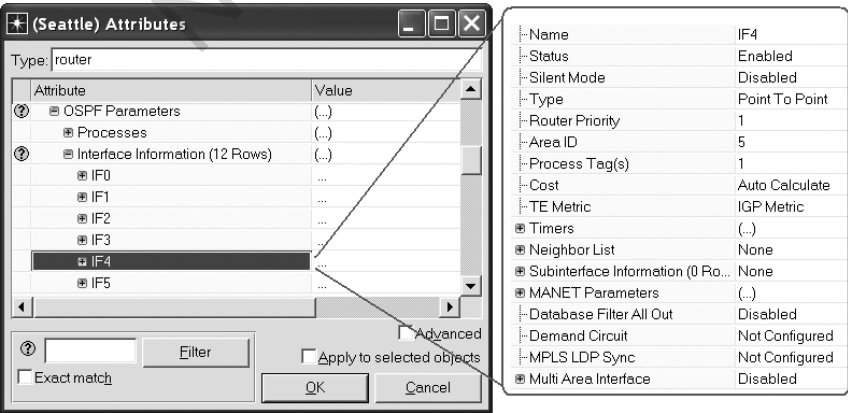 (Seattle) Attributes
Type: router
Attribute Value
OSPF Parameters (...)
Processes (...)
Interface Information (12 Rows) (...)
IF0 ...
IF1 ...
IF2 ...
IF3 ...
IF4 ...
IF5 ...
Advanced
Filter
Apply to selected objects
Exact match
OK Cancel
Name IF4
Status Enabled
Silent Mode Disabled
Type Point To Point
Router Priority 1
Area ID 5
Process Tag(s) 1
Cost Auto Calculate
TE Metric IGP Metric
Timers (...)
Neighbor List None
Subinterface Information (0 Ro... None
MANET Parameters (...)
Database Filter All Out Disabled
Demand Circuit Not Configured
MPLS LDP Sync Not Configured
Multi Area Interface Disabled